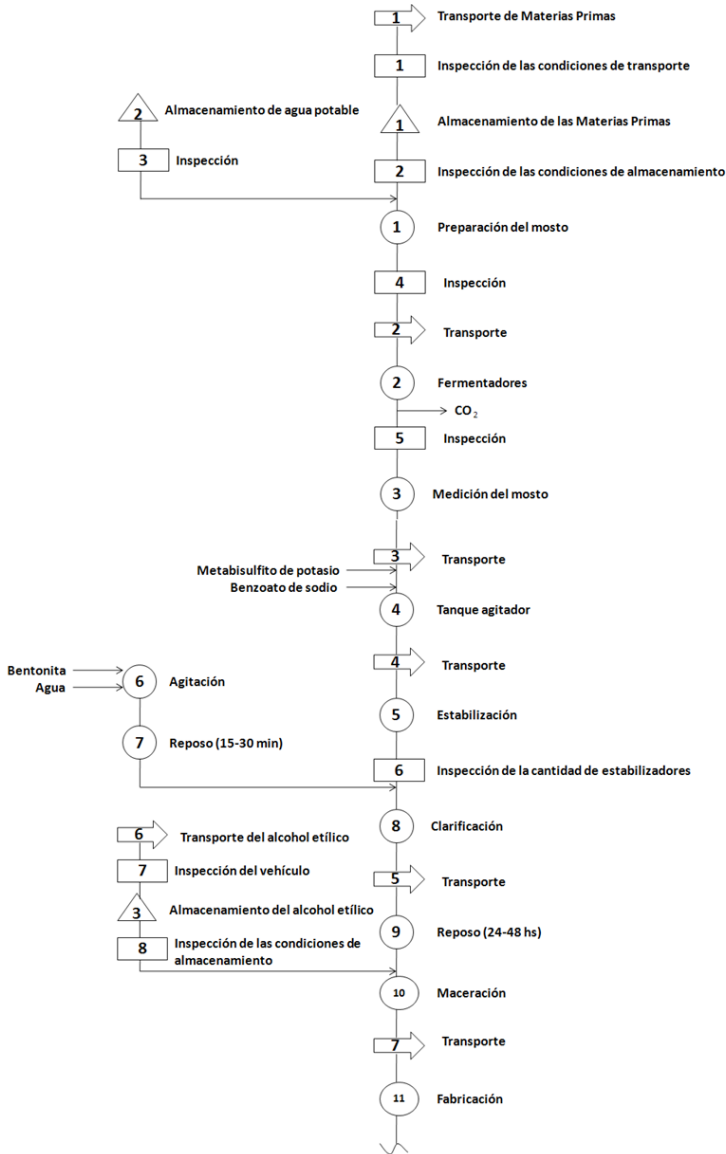 1 Transporte de Materias Primas
1 Inspección de las condiciones de transporte
2 Almacenamiento de agua potable
1 Almacenamiento de las Materias Primas
3 Inspección
2 Inspección de las condiciones de almacenamiento
1 Preparación del mosto
4 Inspección
2 Transporte
2 Fermentadores
CO2
5 Inspección
3 Medición del mosto
3 Transporte
Metabisulfito de potasio
Benzoato de sodio
4 Tanque agitador
4 Transporte
Bentonita
Agua
6 Agitación
5 Estabilización
7 Reposo (15-30 min)
6 Inspección de la cantidad de estabilizadores
8 Clarificación
6 Transporte del alcohol etílico
7 Inspección del vehículo
5 Transporte
3 Almacenamiento del alcohol etílico
9 Reposo (24-48 hs)
8 Inspección de las condiciones de
almacenamiento
10 Maceración
7 Transporte
11 Fabricación